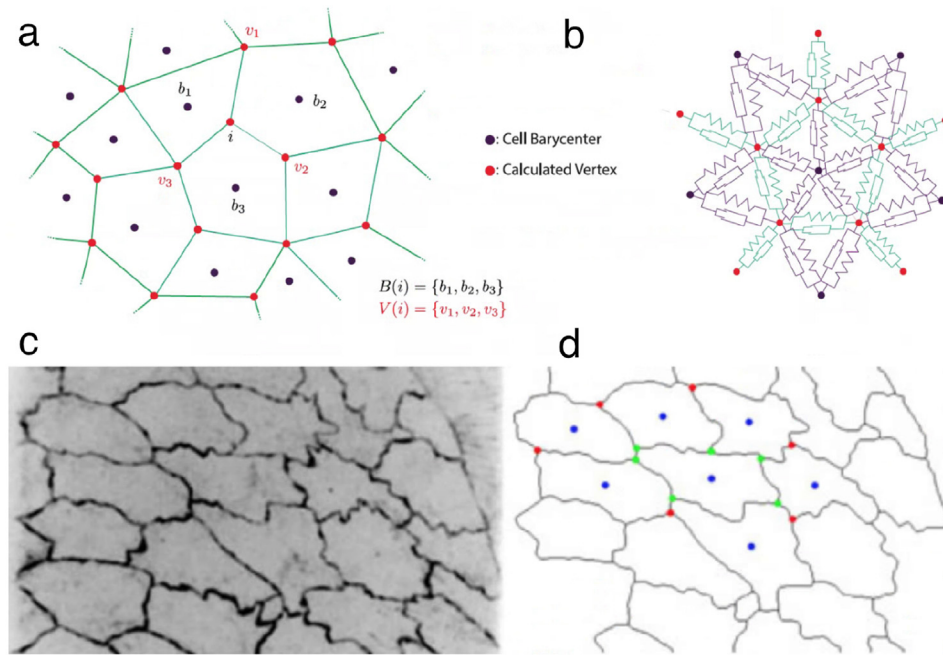 a
b
v₁
b₁
b₂
i
v₂
v₃
b₃
: Cell Barycenter
: Calculated Vertex
B(i) = {b₁, b₂, b₃}
V(i) = {v₁, v₂, v₃}
c
d